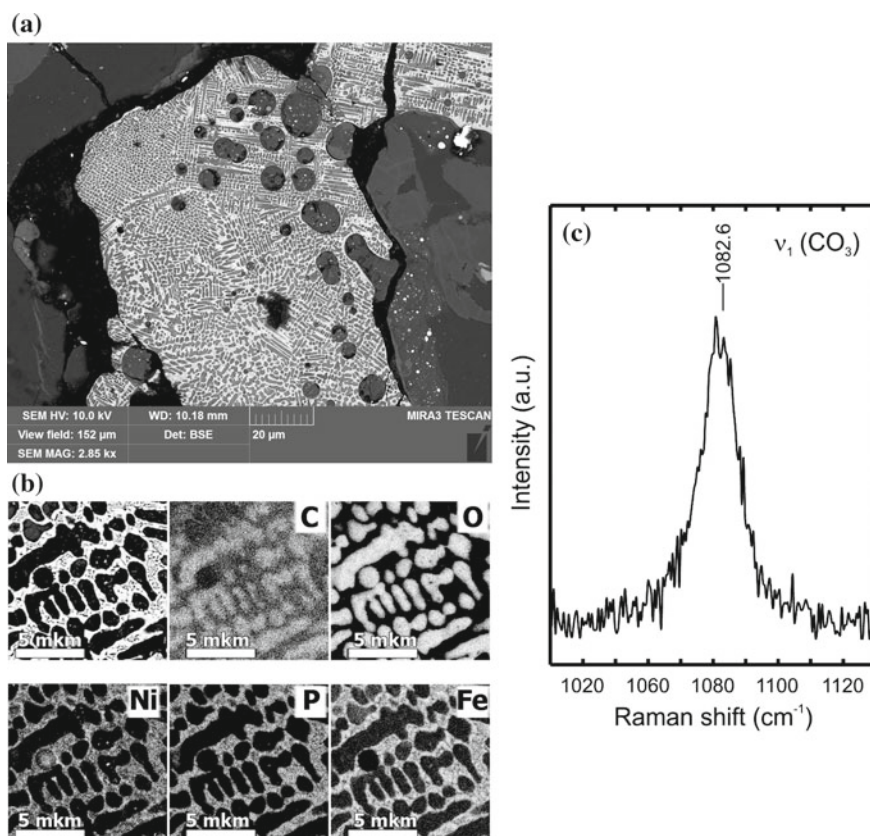 (a)
SEM HV: 10.0 kV WD: 10.18 mm MIRA3 TESCAN
View field: 152 µm Det: BSE 20 µm
SEM MAG: 2.85 kx
(b)
C
O
5 mkm
5 mkm
5 mkm
Ni
P
Fe
5 mkm
5 mkm
5 mkm
(c)
ν1 (CO3)
1082.6
Intensity (a.u.)
1020 1060 1080 1100 1120
Raman shift (cm-1)